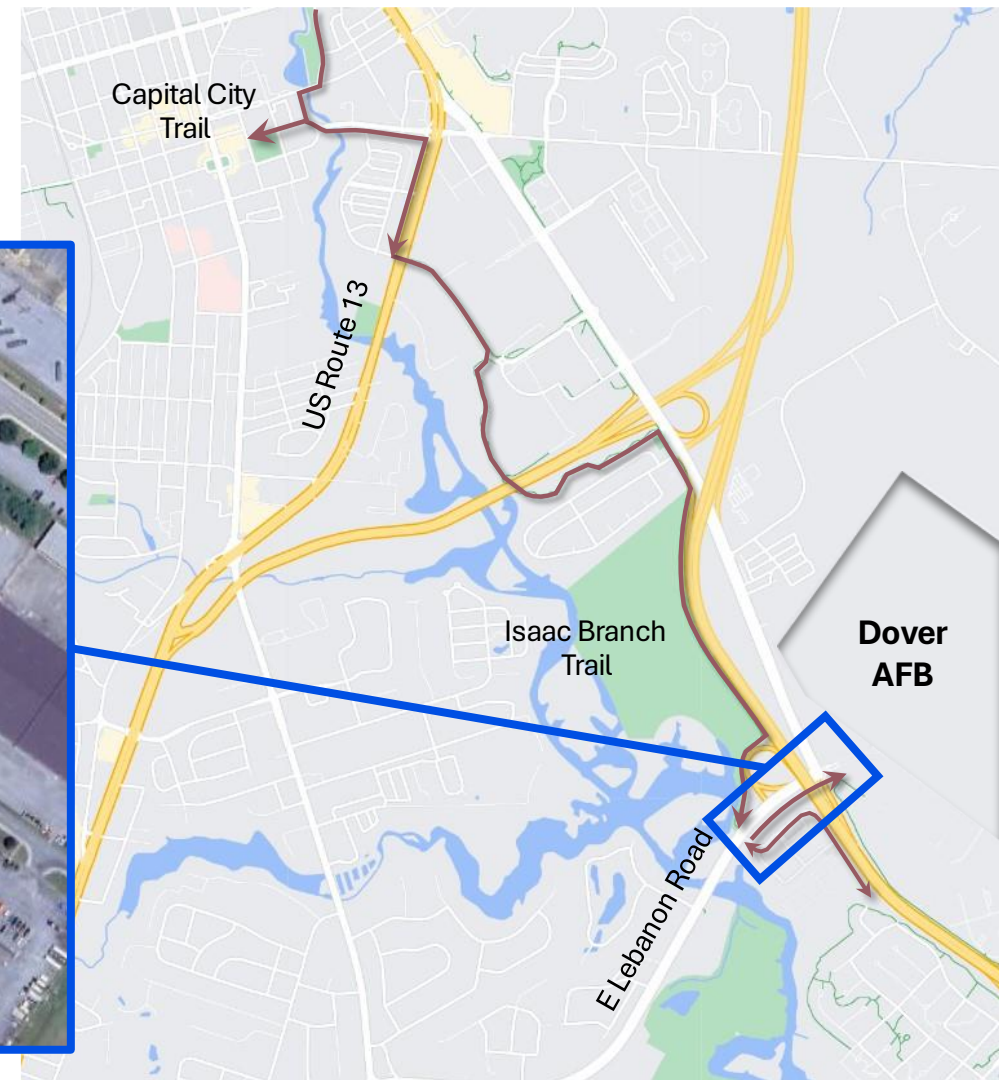 Capital City
Trail
US Route 13
Isaac Branch
Trail
Dover
AFB
E Lebanon Road